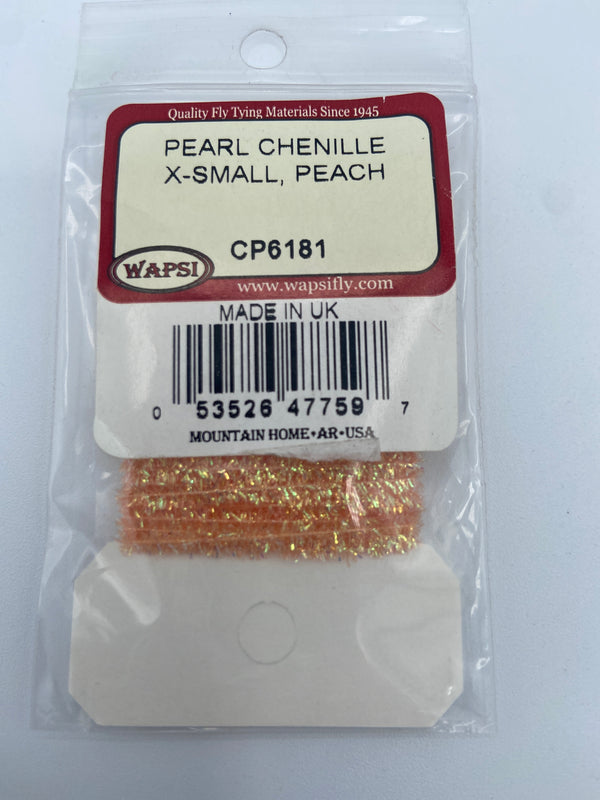 Quality Fly Tying Materials Since 1945
PEARL CHENILLE
X-SMALL, PEACH
CP6181
WAPSI
www.wapsifly.com
MADE IN UK
0 53526 47759 7
MOUNTAIN HOME•AR•USA